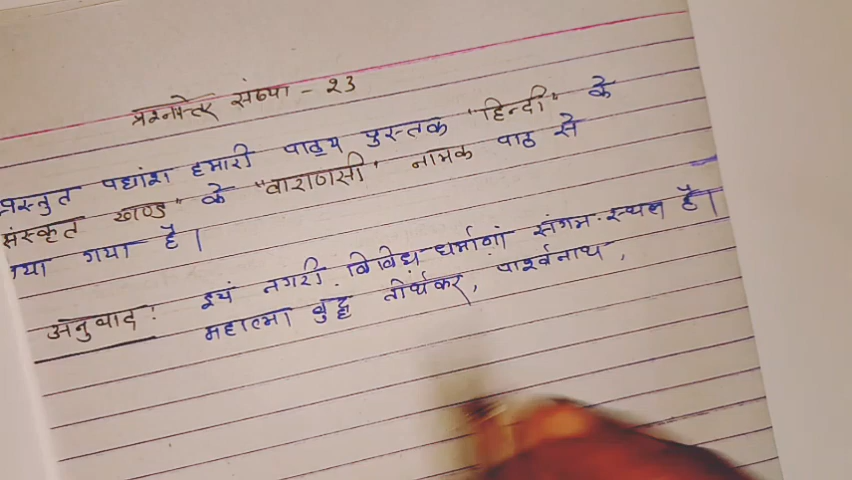 प्रश्नोत्तर संख्या - 23
प्रस्तुत पद्यांश हमारी पाठ्य पुस्तक "हिन्दी" के
संस्कृत खण्ड" के "वाराणसी" नामक पाठ से
या गया है।
अनुवाद: इयं नगरी विविध धर्माणां संगम-स्थल है।
महात्मा बुद्ध तीर्थकर, पार्श्वनाथ,